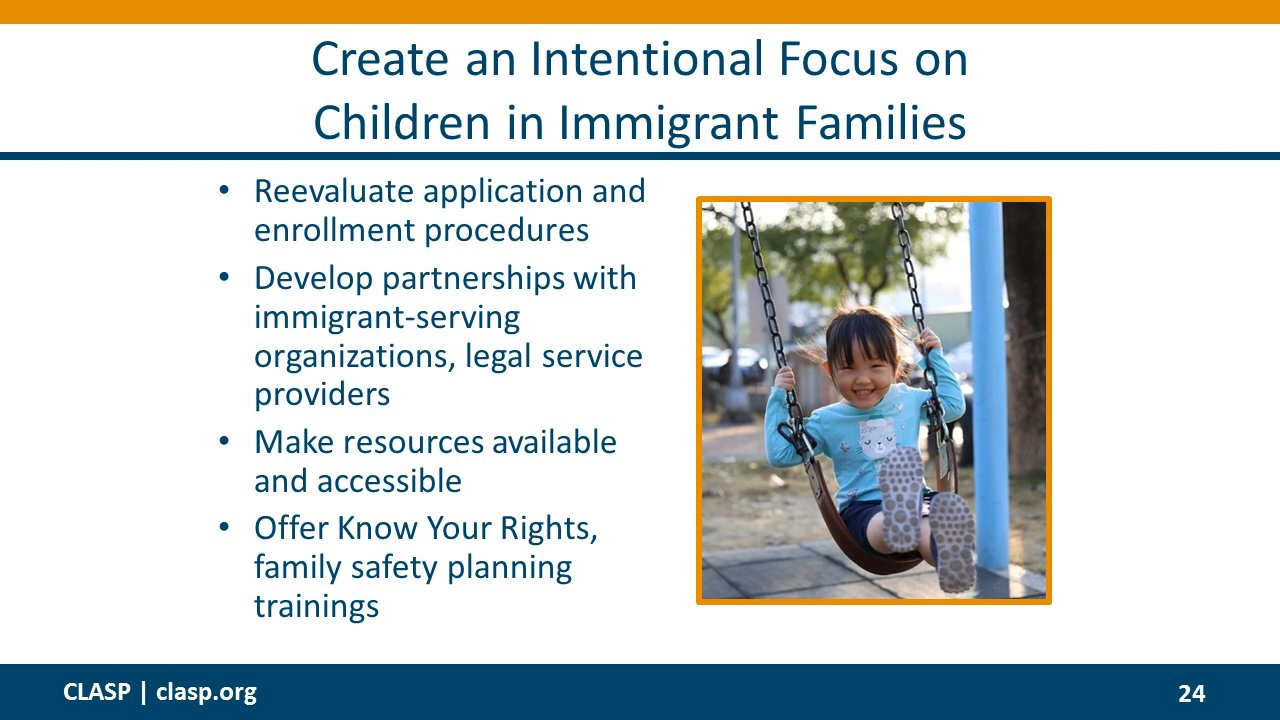 Create an Intentional Focus on
Children in Immigrant Families
• Reevaluate application and
enrollment procedures
• Develop partnerships with
immigrant-serving
organizations, legal service
providers
• Make resources available
and accessible
• Offer Know Your Rights,
family safety planning
trainings
CLASP | clasp.org
24